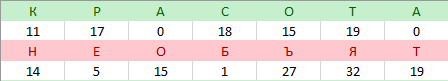 К Р А С О Т А
11 17 0 18 15 19 0
Н Е О Б Ъ Я Т
14 5 15 1 27 32 19